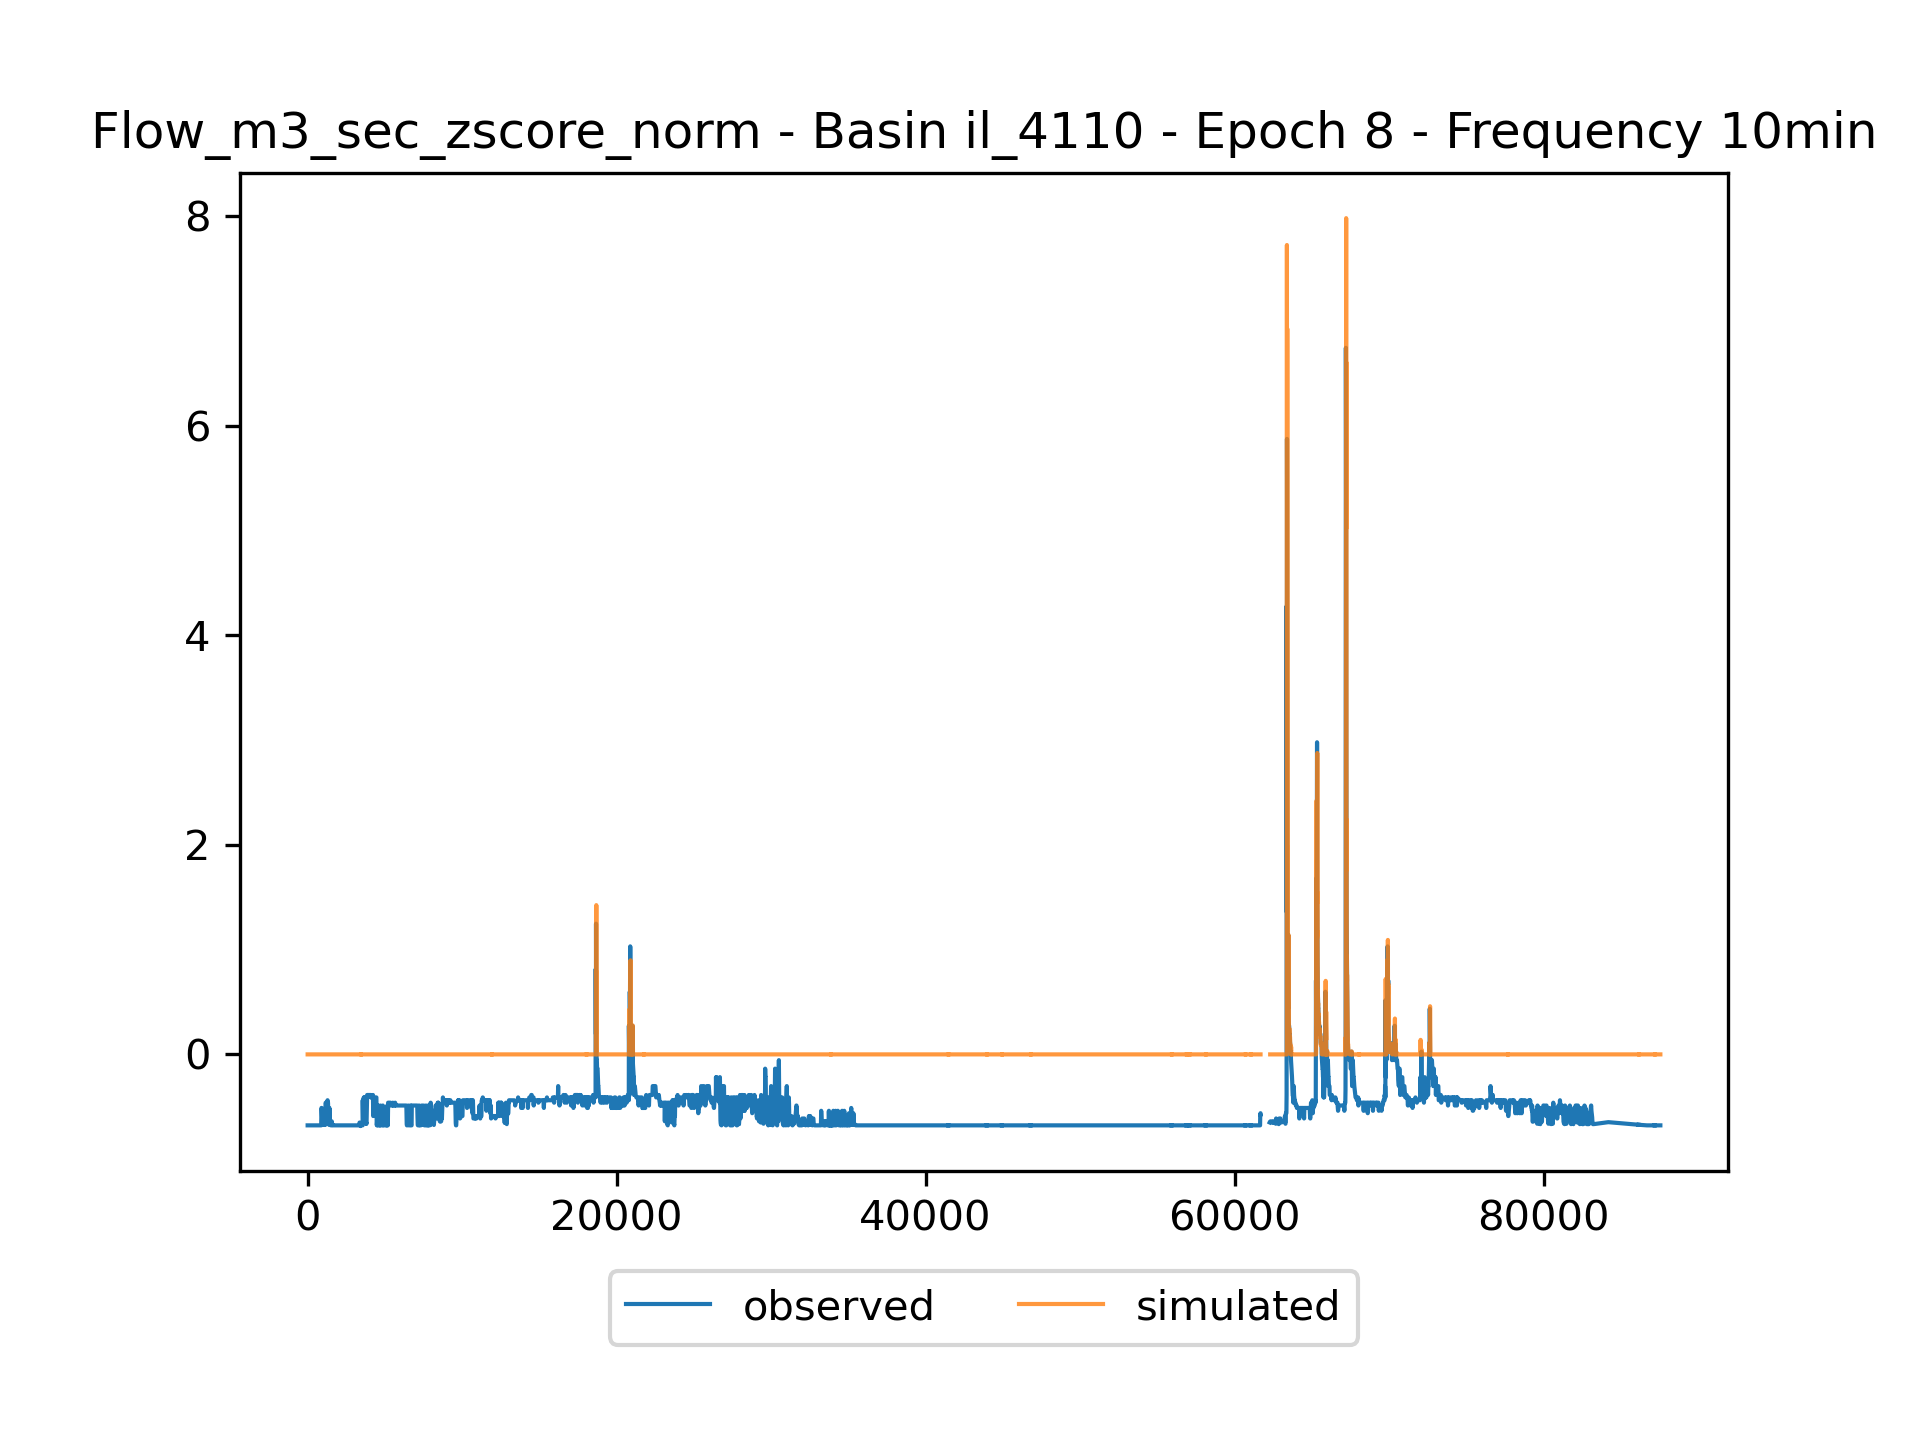 Flow_m3_sec_zscore_norm - Basin il_4110 - Epoch 8 - Frequency 10min
8
6
4
2
0
0 20000 40000 60000 80000
observed simulated